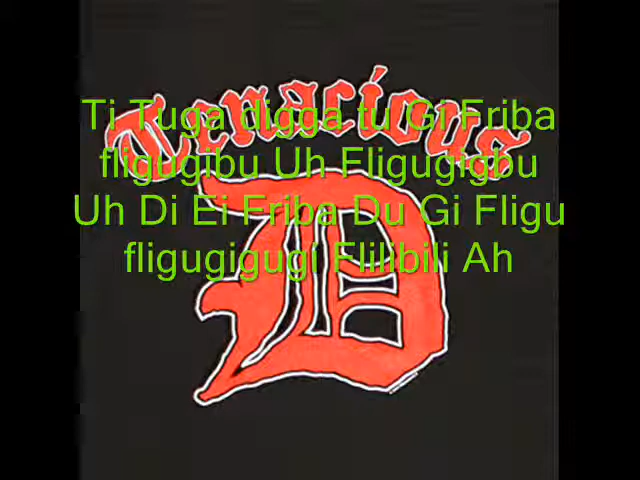 Tenacious
D
Ti Tuga digga tu Gi Friba
fligugibu Uh Fligugigbu
Uh Di Ei Friba Du Gi Fligu
fligugigugi Flilibili Ah